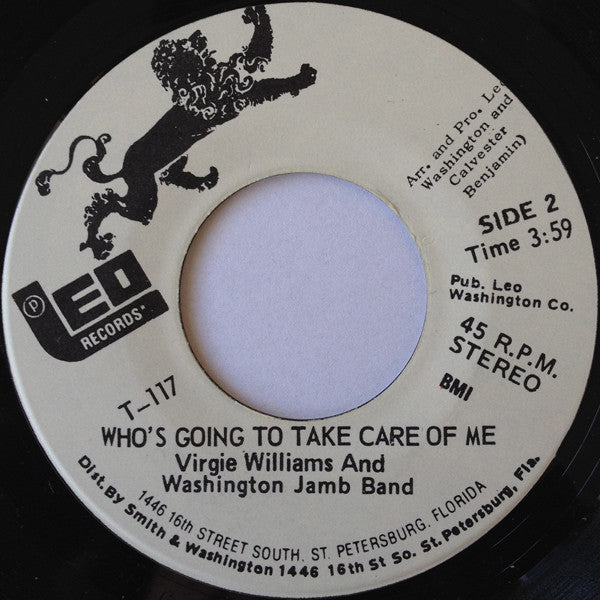 Arr. and Pro. Leo
Washington and
Calvester
Benjamin)
SIDE 2
Time 3:59
Pub. Leo
Washington Co.
45 R.P.M.
STEREO
BMI
℗
LEO
RECORDS*
T-117
WHO'S GOING TO TAKE CARE OF ME
Virgie Williams And
Washington Jamb Band
1446 16th STREET SOUTH, ST. PETERSBURG, FLORIDA
Dist. By Smith & Washington 1446 16th St So. St. Petersburg, Fla.